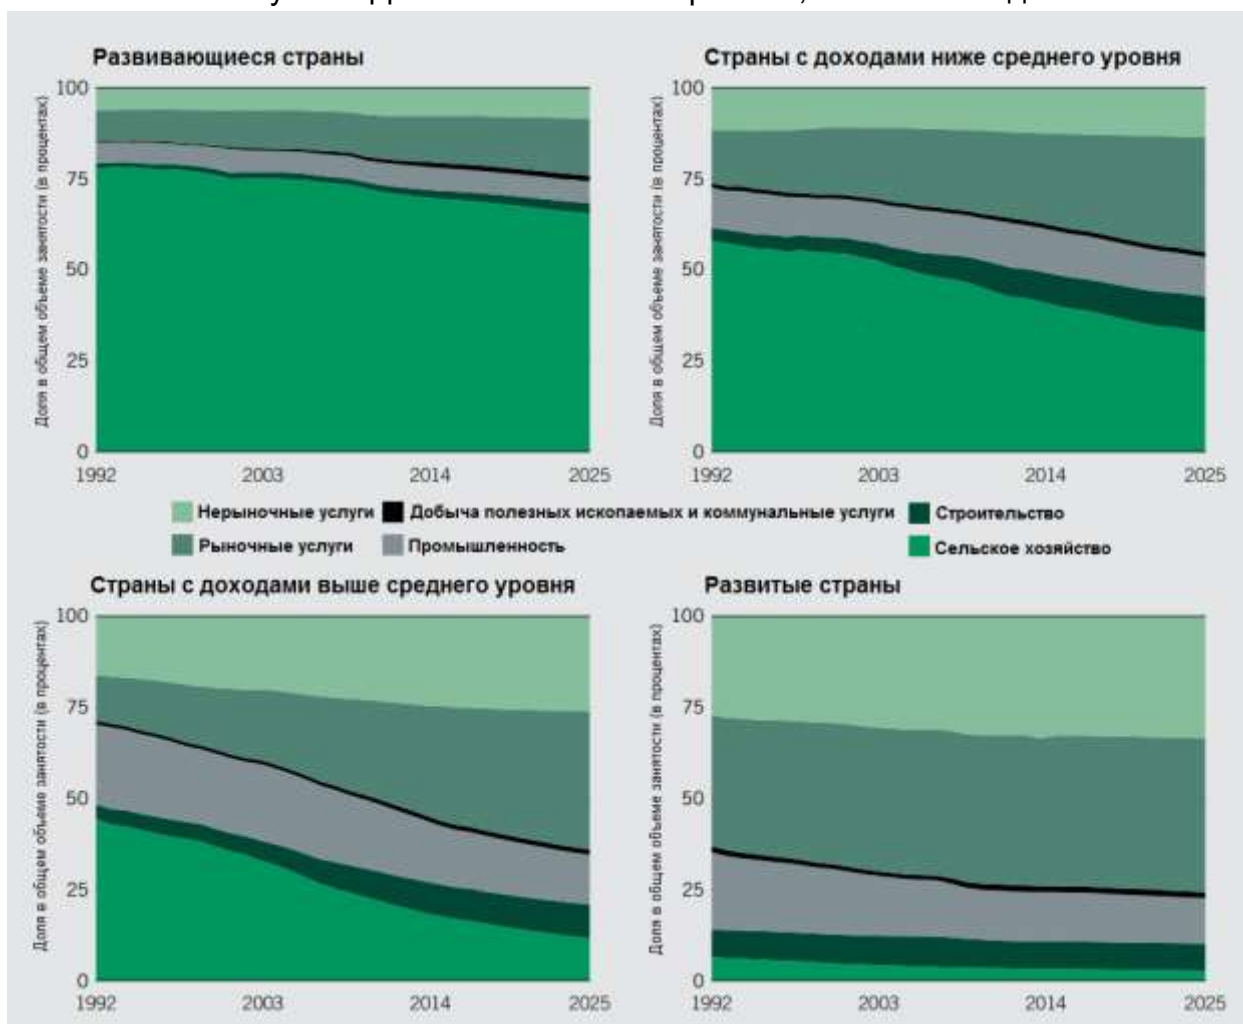 Развивающиеся страны
Страны с доходами ниже среднего уровня
Доля в общем объеме занятости (в процентах)
100
75
50
25
0
1992 2003 2014 2025
Доля в общем объеме занятости (в процентах)
100
75
50
25
0
1992 2003 2014 2025
Нерыночные услуги Добыча полезных ископаемых и коммунальные услуги Строительство
Рыночные услуги Промышленность Сельское хозяйство
Страны с доходами выше среднего уровня
Развитые страны
Доля в общем объеме занятости (в процентах)
100
75
50
25
0
1992 2003 2014 2025
Доля в общем объеме занятости (в процентах)
100
75
50
25
0
1992 2003 2014 2025